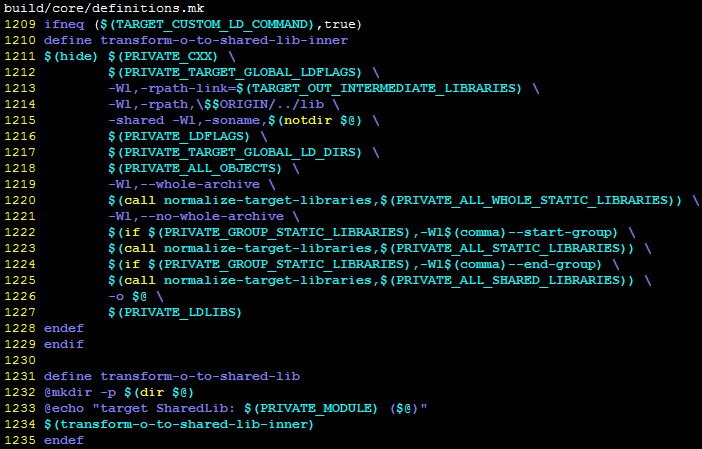 build/core/definitions.mk
1209 ifneq ($(TARGET_CUSTOM_LD_COMMAND),true)
1210 define transform-o-to-shared-lib-inner
1211 $(hide) $(PRIVATE_CXX) \
1212         $(PRIVATE_TARGET_GLOBAL_LDFLAGS) \
1213         -Wl,-rpath-link=$(TARGET_OUT_INTERMEDIATE_LIBRARIES) \
1214         -Wl,-rpath,\$$ORIGIN/../lib \
1215         -shared -Wl,-soname,$(notdir $@) \
1216         $(PRIVATE_LDFLAGS) \
1217         $(PRIVATE_TARGET_GLOBAL_LD_DIRS) \
1218         $(PRIVATE_ALL_OBJECTS) \
1219         -Wl,--whole-archive \
1220         $(call normalize-target-libraries,$(PRIVATE_ALL_WHOLE_STATIC_LIBRARIES)) \
1221         -Wl,--no-whole-archive \
1222         $(if $(PRIVATE_GROUP_STATIC_LIBRARIES),-Wl$(comma)--start-group) \
1223         $(call normalize-target-libraries,$(PRIVATE_ALL_STATIC_LIBRARIES)) \
1224         $(if $(PRIVATE_GROUP_STATIC_LIBRARIES),-Wl$(comma)--end-group) \
1225         $(call normalize-target-libraries,$(PRIVATE_ALL_SHARED_LIBRARIES)) \
1226         -o $@ \
1227         $(PRIVATE_LDLIBS)
1228 endef
1229 endif
1230
1231 define transform-o-to-shared-lib
1232 @mkdir -p $(dir $@)
1233 @echo "target SharedLib: $(PRIVATE_MODULE) ($@)"
1234 $(transform-o-to-shared-lib-inner)
1235 endef